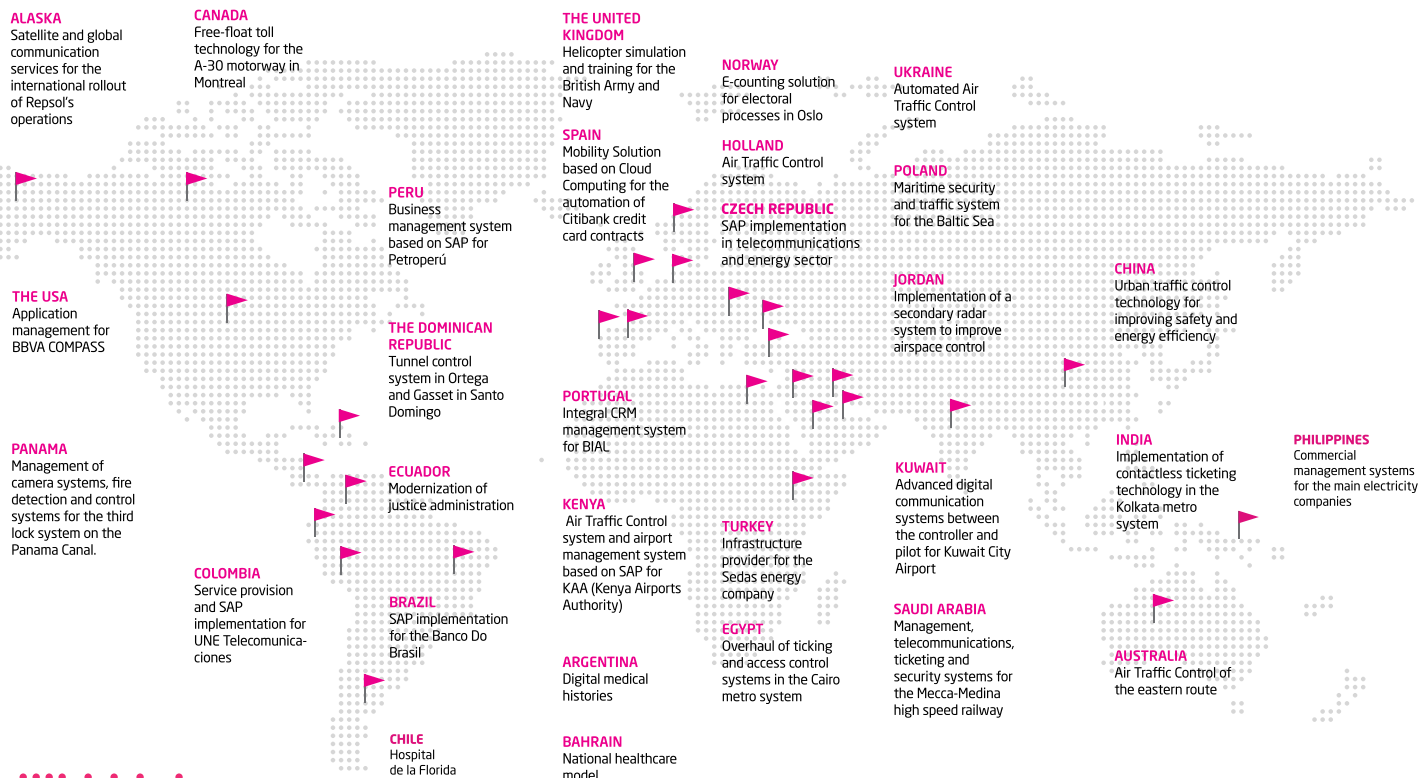 ALASKA
Satellite and global
communication
services for the
international rollout
of Repsol's
operations
CANADA
Free-float toll
technology for the
A-30 motorway in
Montreal
THE USA
Application
management for
BBVA COMPASS
PANAMA
Management of
camera systems, fire
detection and control
systems for the third
lock system on the
Panama Canal.
COLOMBIA
Service provision
and SAP
implementation for
UNE Telecomunica-
ciones
PERU
Business
management system
based on SAP for
Petroperú
THE DOMINICAN
REPUBLIC
Tunnel control
system in Ortega
and Gasset in Santo
Domingo
ECUADOR
Modernization of
justice administration
BRAZIL
SAP implementation
for the Banco Do
Brasil
CHILE
Hospital
de la Florida
THE UNITED
KINGDOM
Helicopter simulation
and training for the
British Army and
Navy
SPAIN
Mobility Solution
based on Cloud
Computing for the
automation of
Citibank credit
card contracts
PORTUGAL
Integral CRM
management system
for BIAL
KENYA
Air Traffic Control
system and airport
management system
based on SAP for
KAA (Kenya Airports
Authority)
ARGENTINA
Digital medical
histories
BAHRAIN
National healthcare
model
NORWAY
E-counting solution
for electoral
processes in Oslo
HOLLAND
Air Traffic Control
system
CZECH REPUBLIC
SAP implementation
in telecommunications
and energy sector
TURKEY
Infrastructure
provider for the
Sedas energy
company
EGYPT
Overhaul of ticking
and access control
systems in the Cairo
metro system
UKRAINE
Automated Air
Traffic Control
system
POLAND
Maritime security
and traffic system
for the Baltic Sea
JORDAN
Implementation of a
secondary radar
system to improve
airspace control
KUWAIT
Advanced digital
communication
systems between
the controller and
pilot for Kuwait City
Airport
SAUDI ARABIA
Management,
telecommunications,
ticketing and
security systems for
the Mecca-Medina
high speed railway
CHINA
Urban traffic control
technology for
improving safety and
energy efficiency
INDIA
Implementation of
contactless ticketing
technology in the
Kolkata metro
system
AUSTRALIA
Air Traffic Control of
the eastern route
PHILIPPINES
Commercial
management systems
for the main electricity
companies